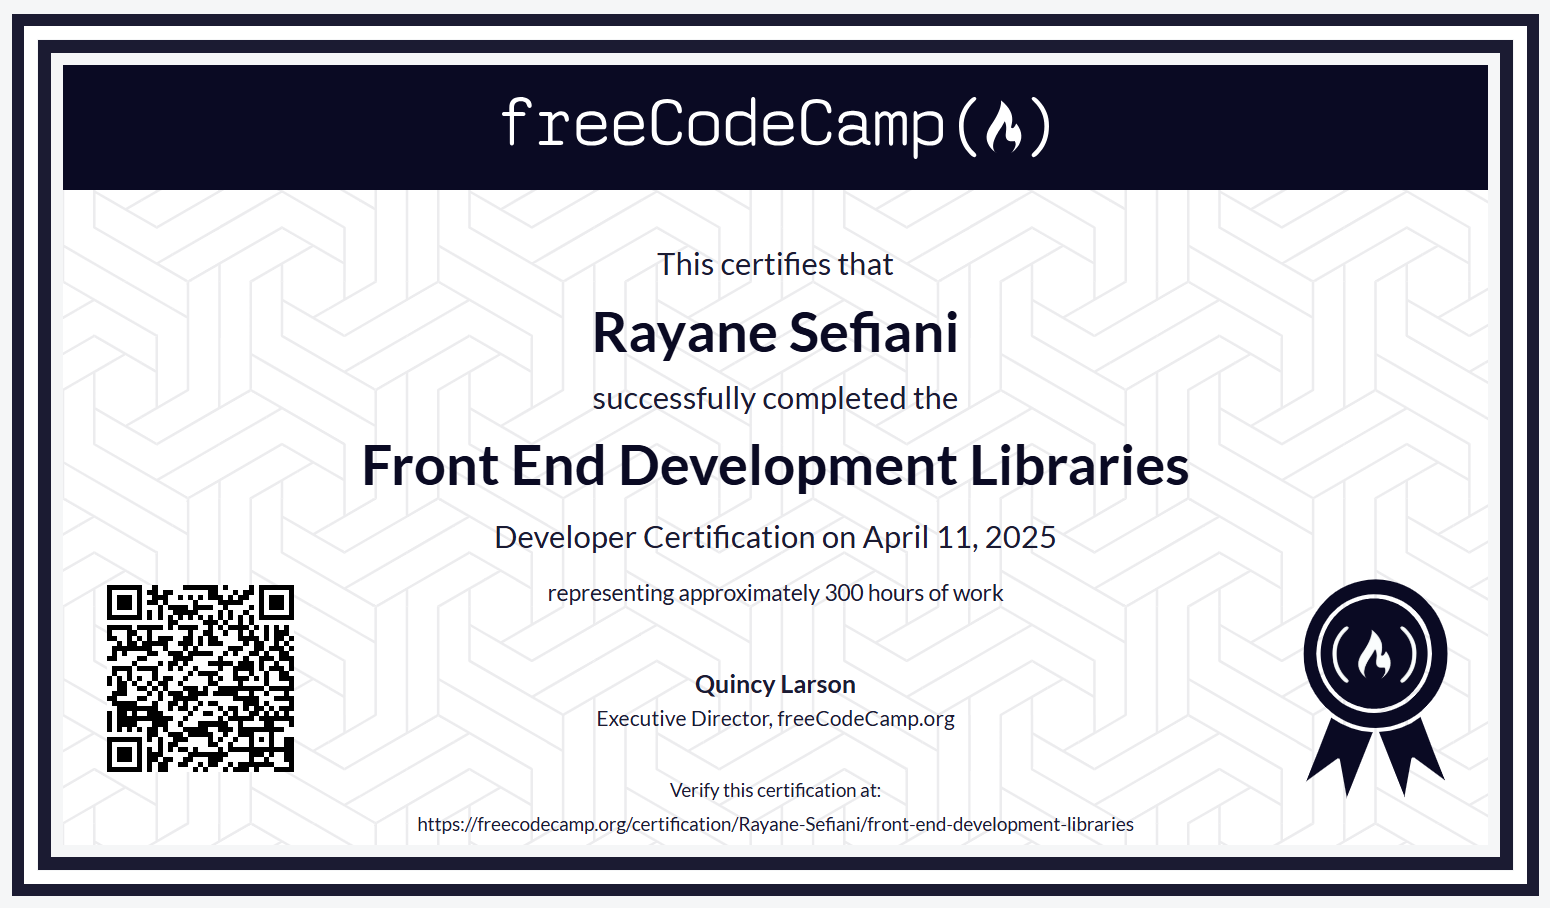 freeCodeCamp
This certifies that
Rayane Sefiani
successfully completed the
Front End Development Libraries
Developer Certification on April 11, 2025
representing approximately 300 hours of work
Quincy Larson
Executive Director, freeCodeCamp.org
Verify this certification at:
https://freecodecamp.org/certification/Rayane-Sefiani/front-end-development-libraries